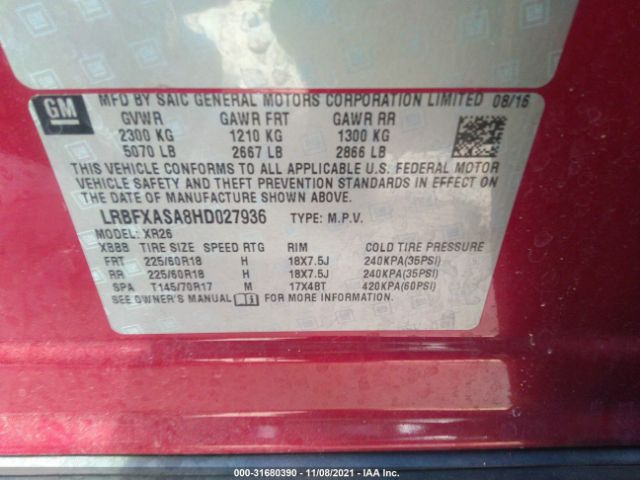 GM
MFD BY SAIC GENERAL MOTORS CORPORATION LIMITED 08/16
GVWR GAWR FRT GAWR RR
2300 KG 1210 KG 1300 KG
5070 LB 2667 LB 2866 LB
THIS VEHICLE CONFORMS TO ALL APPLICABLE U.S. FEDERAL MOTOR
VEHICLE SAFETY AND THEFT PREVENTION STANDARDS IN EFFECT ON
THE DATE OF MANUFACTURE SHOWN ABOVE.
LRBFXASA8HD027936 TYPE: M.P.V.
MODEL: XR26
XBBB TIRE SIZE SPEED RTG RIM COLD TIRE PRESSURE
FRT 225/60R18 H 18X7.5J 240KPA(35PSI)
RR 225/60R18 H 18X7.5J 240KPA(35PSI)
SPA T145/70R17 M 17X4BT 420KPA(60PSI)
SEE OWNER'S MANUAL FOR MORE INFORMATION.
000-31680390 - 11/08/2021 - IAA Inc.